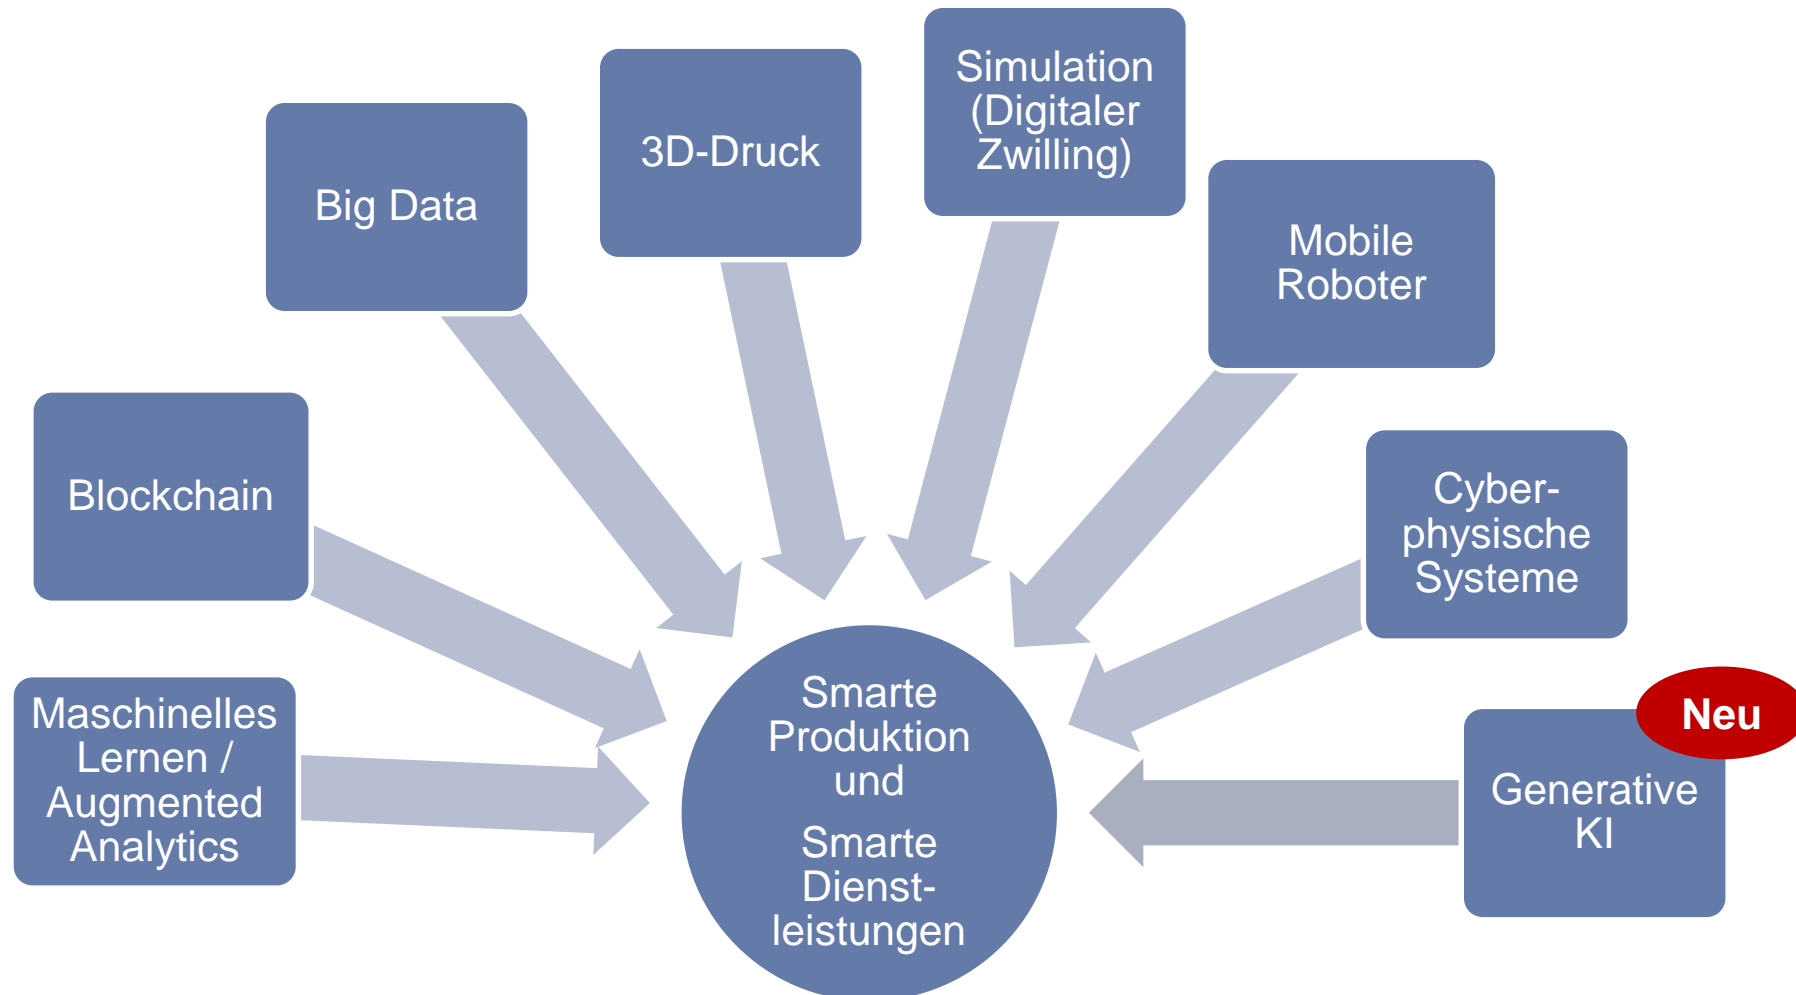 Simulation
(Digitaler
Zwilling)
3D-Druck
Big Data
Mobile
Roboter
Blockchain
Cyber-
physische
Systeme
Maschinelles
Lernen /
Augmented
Analytics
Smarte
Produktion
und
Smarte
Dienst-
leistungen
Neu
Generative
KI